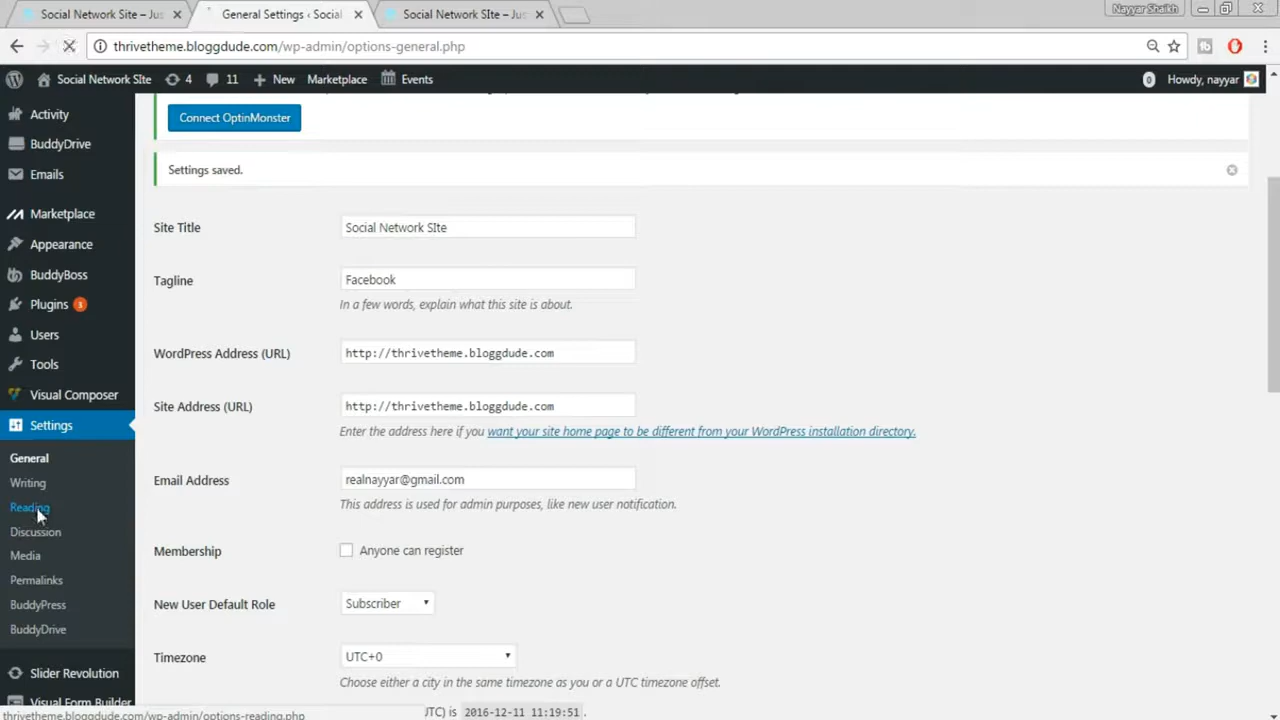 Social Network Site – Jus
General Settings ‹ Social
Social Network SIte – Jus
Nayyar Shaikh
thrivetheme.bloggdude.com/wp-admin/options-general.php
Social Network SIte 4 11 New Marketplace Events 0 Howdy, nayyar
Activity
BuddyDrive
Emails
Marketplace
Appearance
BuddyBoss
Plugins 3
Users
Tools
Visual Composer
Settings
General
Writing
Reading
Discussion
Media
Permalinks
BuddyPress
BuddyDrive
Slider Revolution
Visual Form Builder
Connect OptinMonster
Settings saved.
Site Title Social Network SIte
Tagline Facebook
In a few words, explain what this site is about.
WordPress Address (URL) http://thrivetheme.bloggdude.com
Site Address (URL) http://thrivetheme.bloggdude.com
Enter the address here if you want your site home page to be different from your WordPress installation directory.
Email Address realnayyar@gmail.com
This address is used for admin purposes, like new user notification.
Membership Anyone can register
New User Default Role Subscriber
Timezone UTC+0
Choose either a city in the same timezone as you or a UTC timezone offset.
UTC) is 2016-12-11 11:19:51 .
thrivetheme.bloggdude.com/wp-admin/options-reading.php